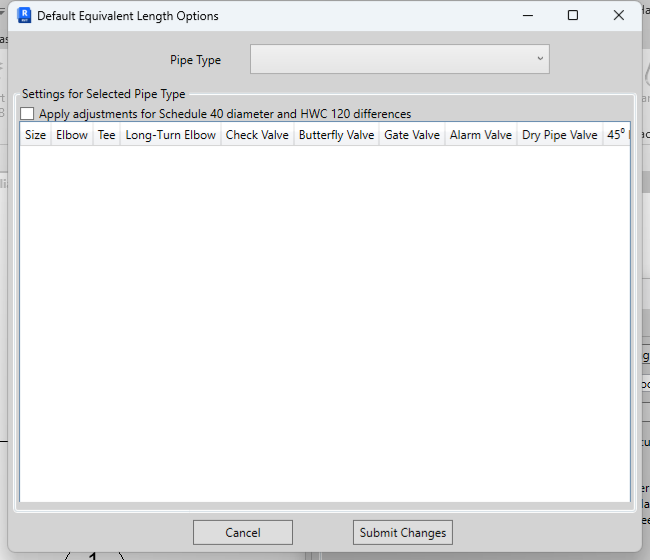 Default Equivalent Length Options
Pipe Type
Settings for Selected Pipe Type
Apply adjustments for Schedule 40 diameter and HWC 120 differences
Size Elbow Tee Long-Turn Elbow Check Valve Butterfly Valve Gate Valve Alarm Valve Dry Pipe Valve 45°
Cancel Submit Changes
1